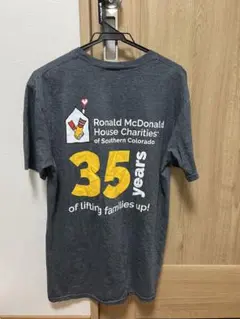 Ronald McDonald
House Charities®
of Southern Colorado
35
years
of lifting families up!